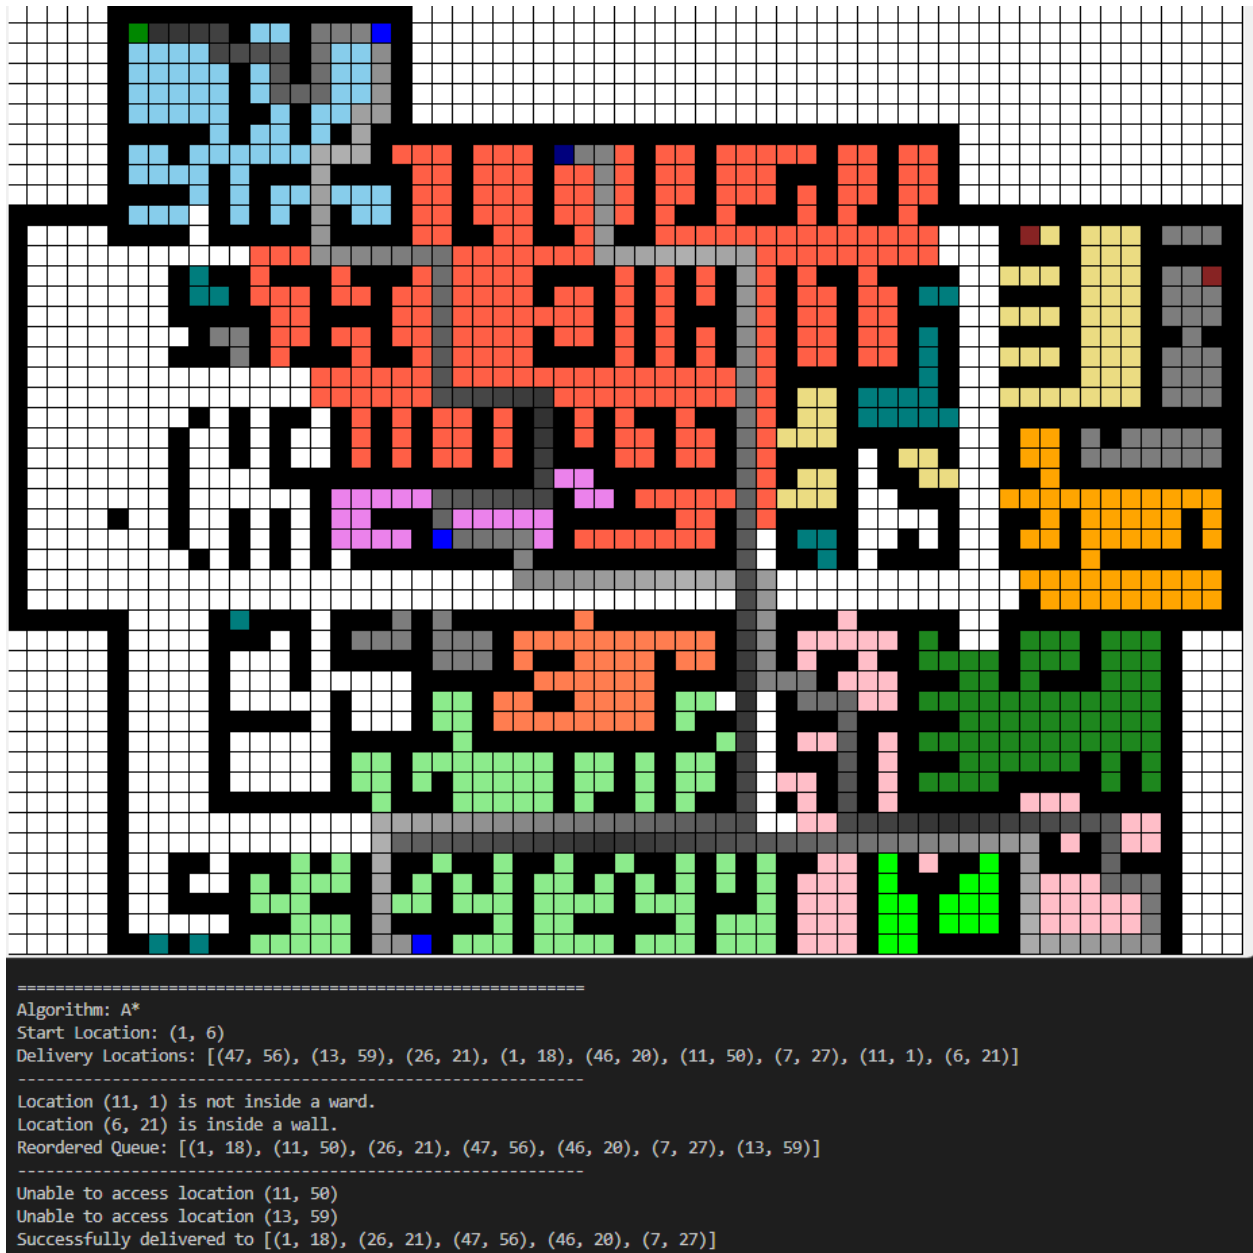 ============================================================
Algorithm: A*
Start Location: (1, 6)
Delivery Locations: [(47, 56), (13, 59), (26, 21), (1, 18), (46, 20), (11, 50), (7, 27), (11, 1), (6, 21)]
------------------------------------------------------------
Location (11, 1) is not inside a ward.
Location (6, 21) is inside a wall.
Reordered Queue: [(1, 18), (11, 50), (26, 21), (47, 56), (46, 20), (7, 27), (13, 59)]
------------------------------------------------------------
Unable to access location (11, 50)
Unable to access location (13, 59)
Successfully delivered to [(1, 18), (26, 21), (47, 56), (46, 20), (7, 27)]